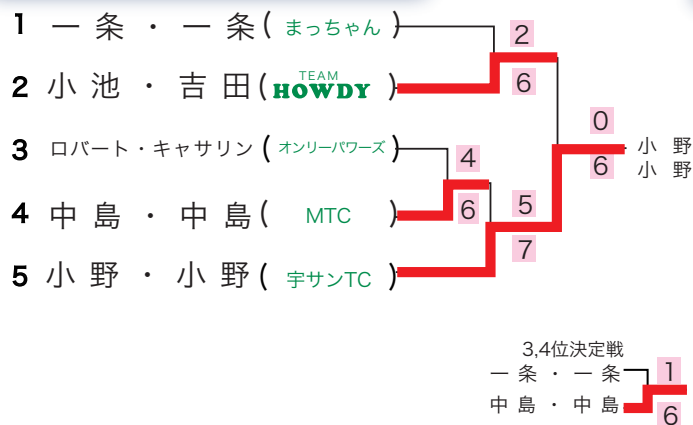 1 一条・一条(まっちゃん)
2
2 小池・吉田(TEAM HOWDY)
6
0
小野
3 ロバート・キャサリン(オンリーパワーズ)
4
6
小野
4 中島・中島(MTC)
6
5
7
5 小野・小野(宇サンTC)
3,4位決定戦
一条・一条
1
中島・中島
6